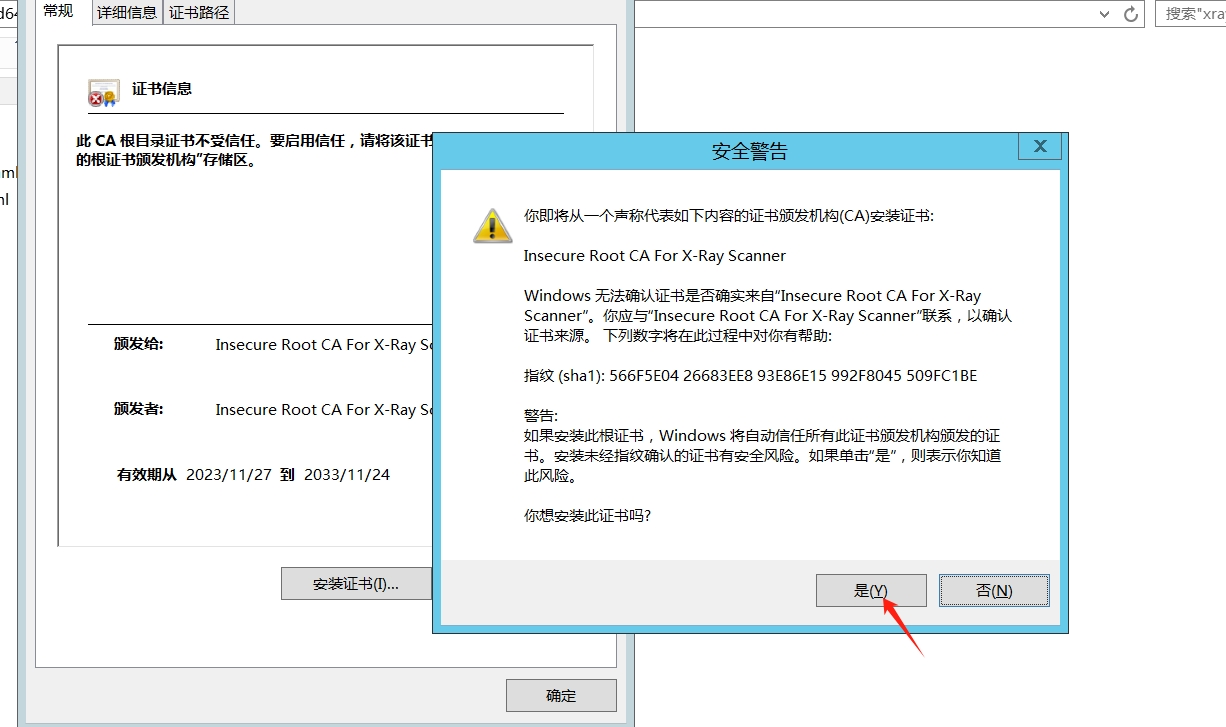 常规
详细信息
证书路径
搜索"xray
证书信息
此 CA 根目录证书不受信任。要启用信任，请将该证书
的根证书颁发机构”存储区。
颁发给: Insecure Root CA For X-Ray Sc
颁发者: Insecure Root CA For X-Ray Sc
有效期从 2023/11/27 到 2033/11/24
安装证书(I)...
确定
安全警告
X
你即将从一个声称代表如下内容的证书颁发机构(CA)安装证书:
Insecure Root CA For X-Ray Scanner
Windows 无法确认证书是否确实来自“Insecure Root CA For X-Ray
Scanner”。你应与“Insecure Root CA For X-Ray Scanner”联系，以确认
证书来源。 下列数字将在此过程中对你有帮助:
指纹 (sha1): 566F5E04 26683EE8 93E86E15 992F8045 509FC1BE
警告:
如果安装此根证书，Windows 将自动信任所有此证书颁发机构颁发的证
书。安装未经指纹确认的证书有安全风险。如果单击“是”，则表示你知道
此风险。
你想安装此证书吗?
是(Y)
否(N)